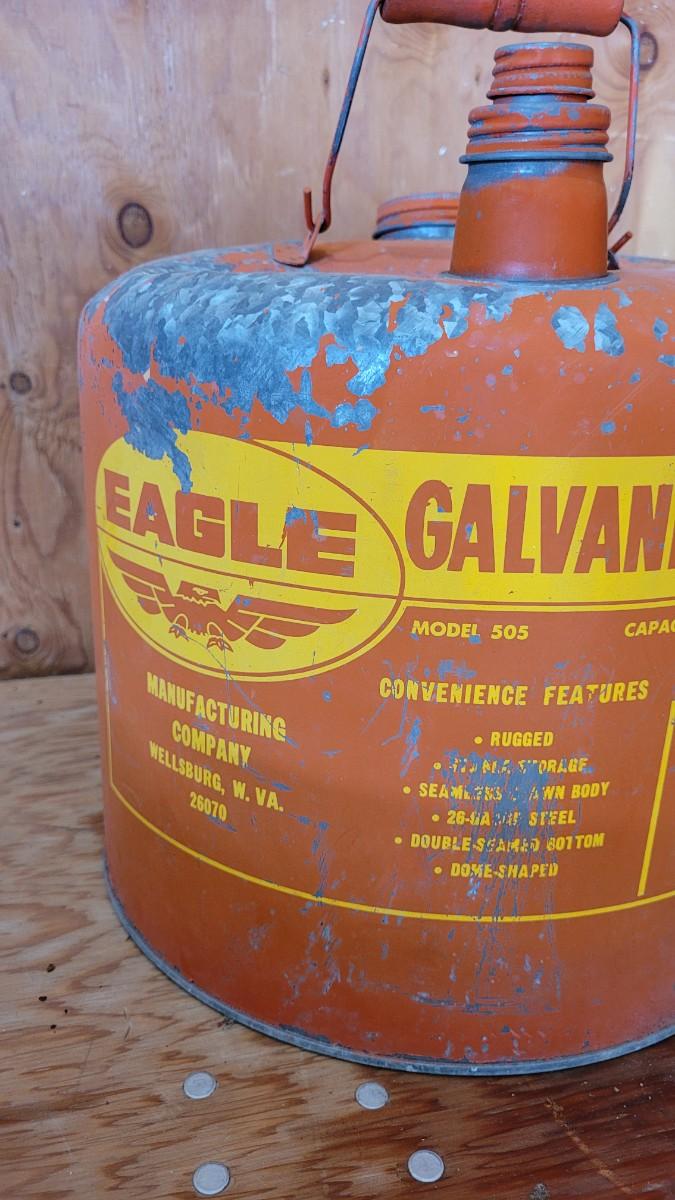 EAGLE
GALVAN
MODEL 505
CAPAC
MANUFACTURING
COMPANY
WELLSBURG, W. VA.
26070
CONVENIENCE FEATURES
• RUGGED
• STORAGE
• SEAMLESS DRAWN BODY
• 26-GAUGE STEEL
• DOUBLE-SEAMED BOTTOM
• DOME-SHAPED